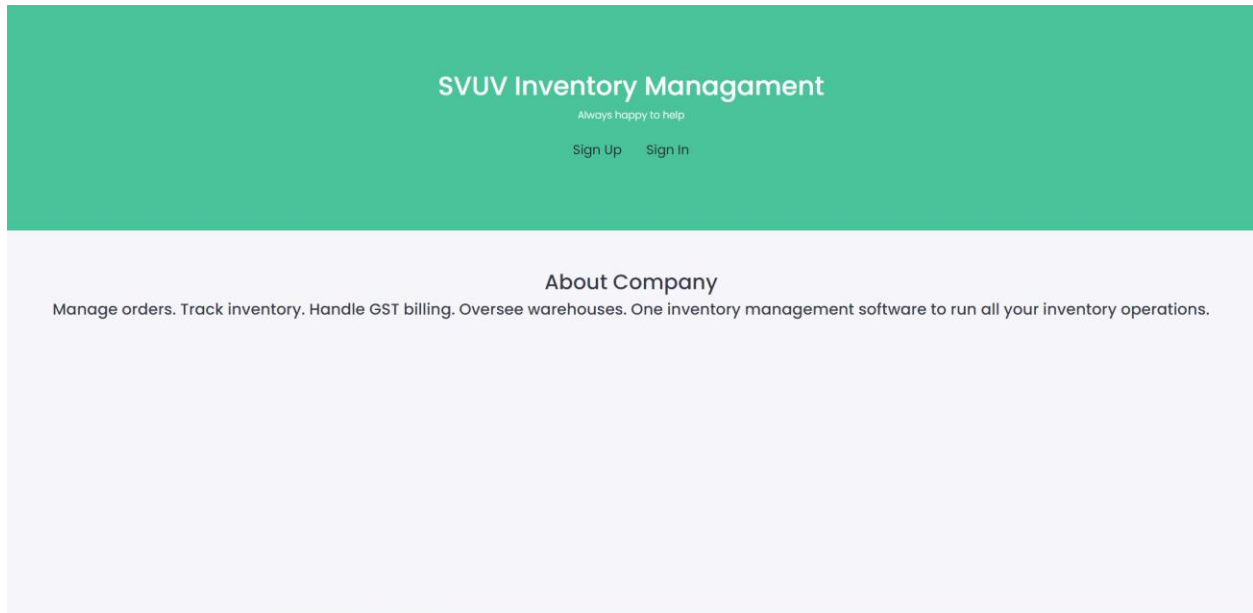 SVUV Inventory Managament
Always happy to help
Sign Up Sign In
About Company
Manage orders. Track inventory. Handle GST billing. Oversee warehouses. One inventory management software to run all your inventory operations.